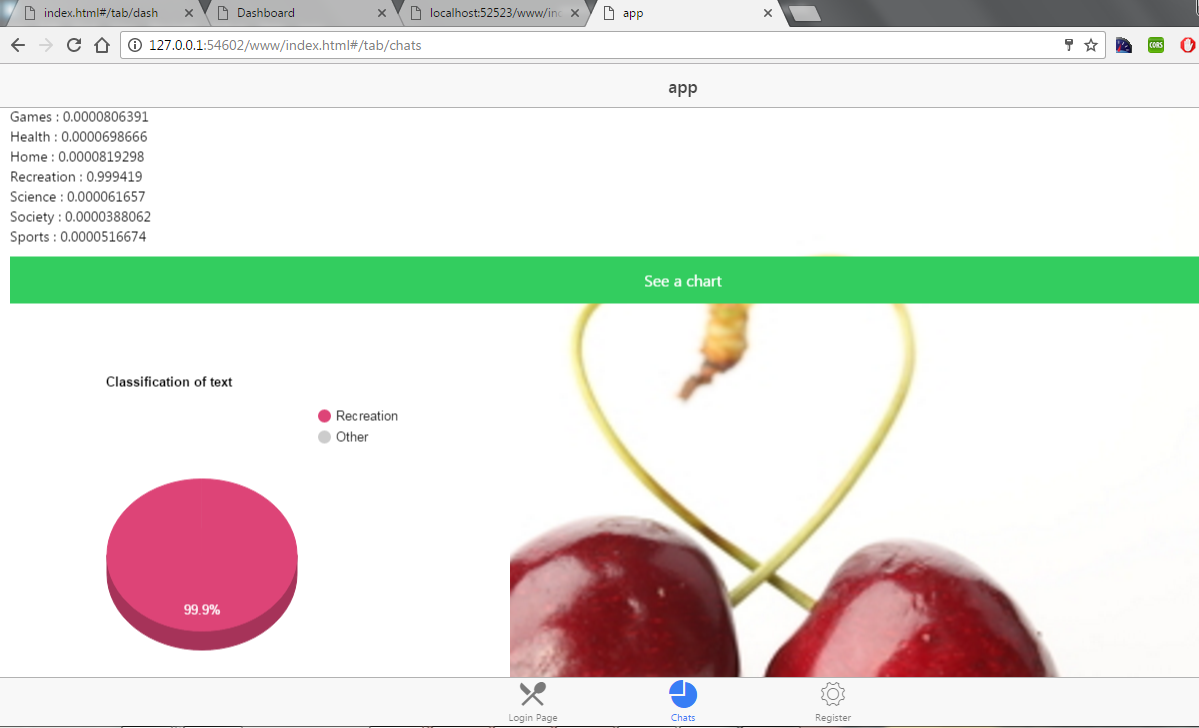 index.html#/tab/dash
Dashboard
localhost:52523/www/inc
app
127.0.0.1:54602/www/index.html#/tab/chats
CORS
app
Games : 0.0000806391
Health : 0.0000698666
Home : 0.0000819298
Recreation : 0.999419
Science : 0.000061657
Society : 0.0000388062
Sports : 0.0000516674
See a chart
Classification of text
Recreation
Other
99.9%
Login Page
Chats
Register